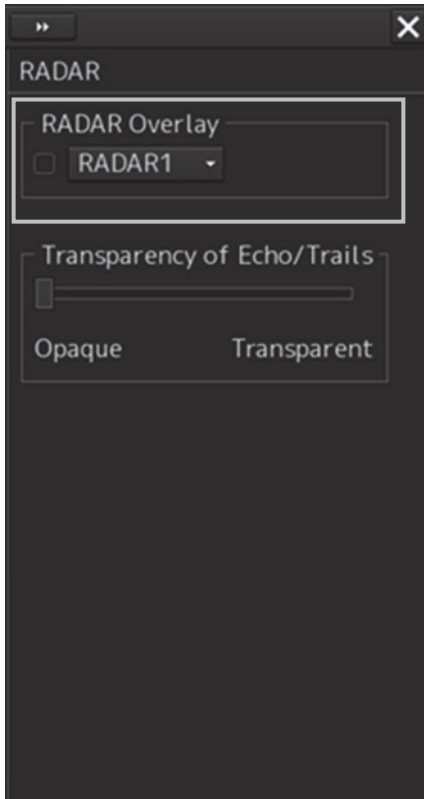 RADAR
RADAR Overlay
RADAR1
Transparency of Echo/Trails
Opaque Transparent